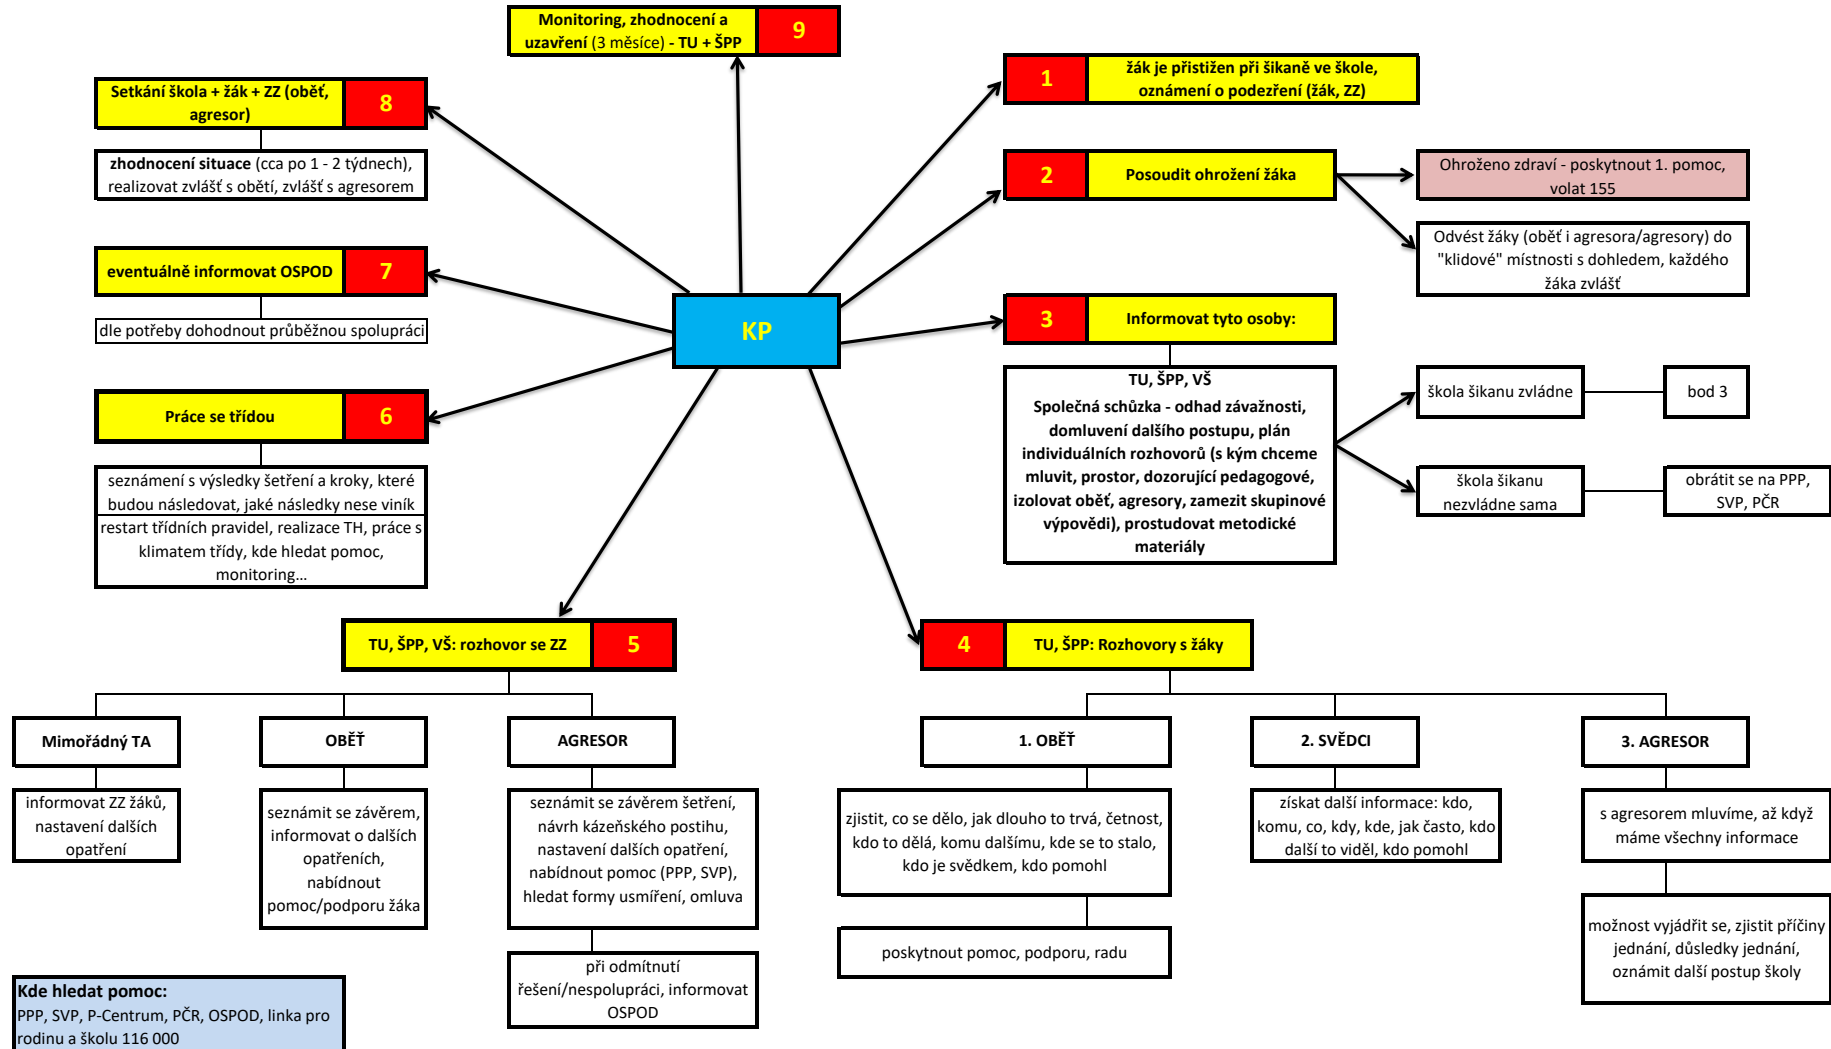 Monitoring, zhodnocení a
uzavření (3 měsíce) - TU + ŠPP
9
1
žák je přistižen při šikaně ve škole,
oznámení o podezření (žák, ZZ)
Setkání škola + žák + ZZ (oběť,
agresor)
8
zhodnocení situace (cca po 1 - 2 týdnech),
realizovat zvlášť s obětí, zvlášť s agresorem
2
Posoudit ohrožení žáka
Ohroženo zdraví - poskytnout 1. pomoc,
volat 155
Odvést žáky (oběť i agresora/agresory) do
"klidové" místnosti s dohledem, každého
žáka zvlášť
eventuálně informovat OSPOD
7
dle potřeby dohodnout průběžnou spolupráci
KP
3
Informovat tyto osoby:
TU, ŠPP, VŠ
Společná schůzka - odhad závažnosti,
domluvení dalšího postupu, plán
individuálních rozhovorů (s kým chceme
mluvit, prostor, dozorující pedagogové,
izolovat oběť, agresory, zamezit skupinové
výpovědi), prostudovat metodické
materiály
škola šikanu zvládne
bod 3
škola šikanu
nezvládne sama
obrátit se na PPP,
SVP, PČR
Práce se třídou
6
seznámení s výsledky šetření a kroky, které
budou následovat, jaké následky nese viník
restart třídních pravidel, realizace TH, práce s
klimatem třídy, kde hledat pomoc,
monitoring…
TU, ŠPP, VŠ: rozhovor se ZZ
5
4
TU, ŠPP: Rozhovory s žáky
Mimořádný TA
informovat ZZ žáků,
nastavení dalších
opatření
OBĚŤ
seznámit se závěrem,
informovat o dalších
opatřeních,
nabídnout
pomoc/podporu žáka
AGRESOR
seznámit se závěrem šetření,
návrh kázeňského postihu,
nastavení dalších opatření,
nabídnout pomoc (PPP, SVP),
hledat formy usmíření, omluva
při odmítnutí
řešení/nespolupráci, informovat
OSPOD
1. OBĚŤ
zjistit, co se dělo, jak dlouho to trvá, četnost,
kdo to dělá, komu dalšímu, kde se to stalo,
kdo je svědkem, kdo pomohl
poskytnout pomoc, podporu, radu
2. SVĚDCI
získat další informace: kdo,
komu, co, kdy, kde, jak často, kdo
další to viděl, kdo pomohl
3. AGRESOR
s agresorem mluvíme, až když
máme všechny informace
možnost vyjádřit se, zjistit příčiny
jednání, důsledky jednání,
oznámit další postup školy
Kde hledat pomoc:
PPP, SVP, P-Centrum, PČR, OSPOD, linka pro
rodinu a školu 116 000